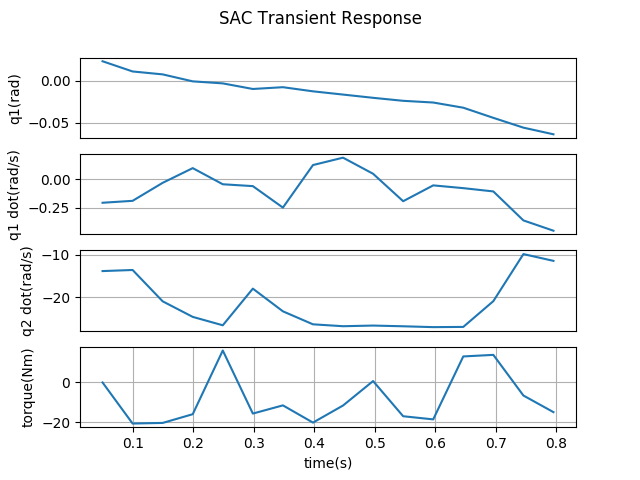 SAC Transient Response
q1(rad)
0.00
−0.05
q1 dot(rad/s)
0.00
−0.25
q2 dot(rad/s)
−10
−20
torque(Nm)
0
−20
0.1 0.2 0.3 0.4 0.5 0.6 0.7 0.8
time(s)